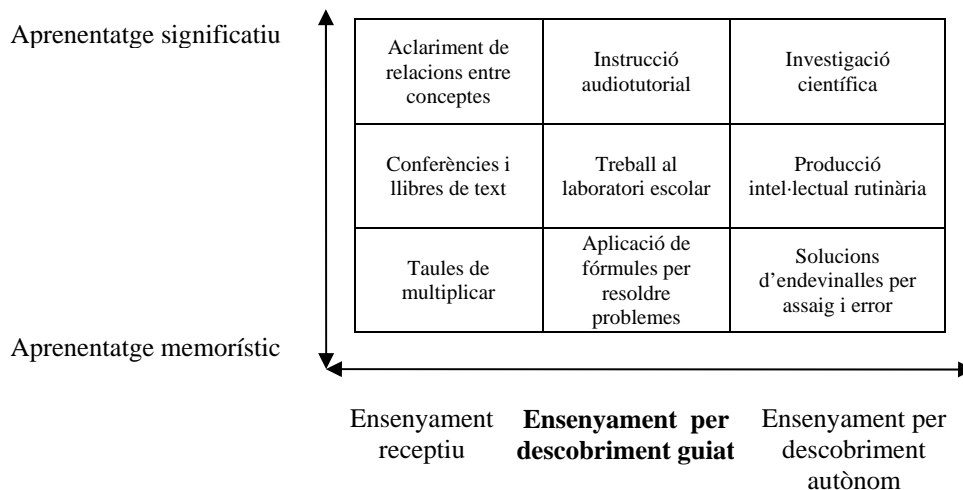 Aprenentatge significatiu
Aclariment de
relacions entre
conceptes
Instrucció
audiotutorial
Investigació
científica
Conferències i
llibres de text
Treball al
laboratori escolar
Producció
intel·lectual rutinària
Taules de
multiplicar
Aplicació de
fórmules per
resoldre
problemes
Solucions
d’endevinalles per
assaig i error
Aprenentatge memorístic
Ensenyament
receptiu
Ensenyament per
descobriment guiat
Ensenyament per
descobriment
autònom